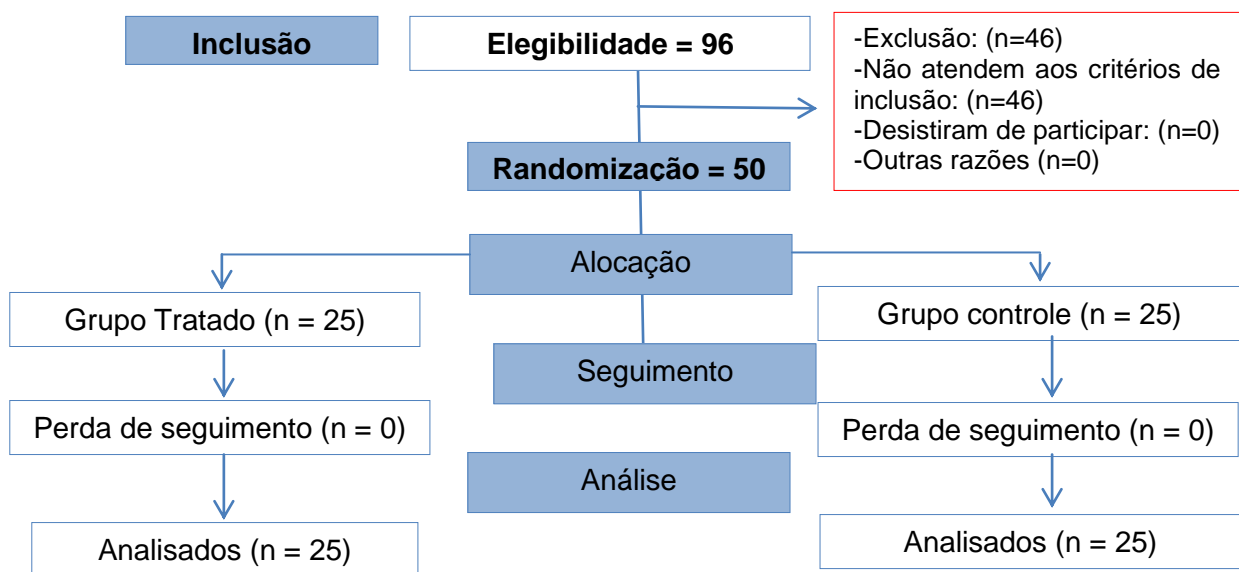 Inclusão
Elegibilidade = 96
-Exclusão: (n=46)
-Não atendem aos critérios de
inclusão: (n=46)
-Desistiram de participar: (n=0)
-Outras razões (n=0)
Randomização = 50
Alocação
Grupo Tratado (n = 25)
Grupo controle (n = 25)
Seguimento
Perda de seguimento (n = 0)
Perda de seguimento (n = 0)
Análise
Analisados (n = 25)
Analisados (n = 25)